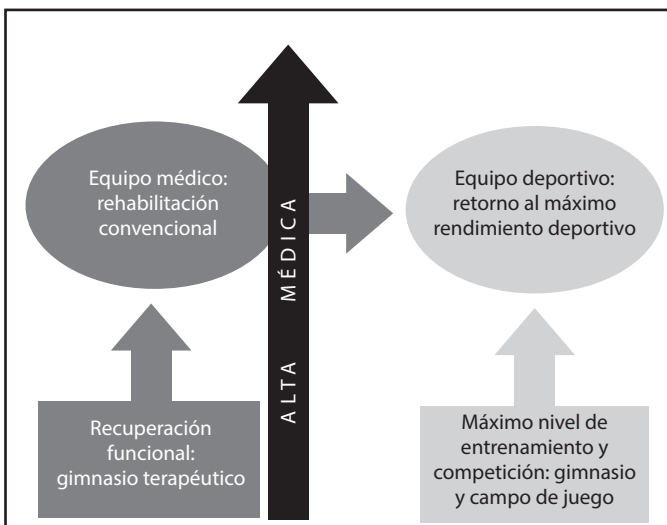 Equipo médico:
rehabilitación
convencional
ALTA MÉDICA
Equipo deportivo:
retorno al máximo
rendimiento deportivo
Recuperación
funcional:
gimnasio terapéutico
Máximo nivel de
entrenamiento y
competición: gimnasio
y campo de juego